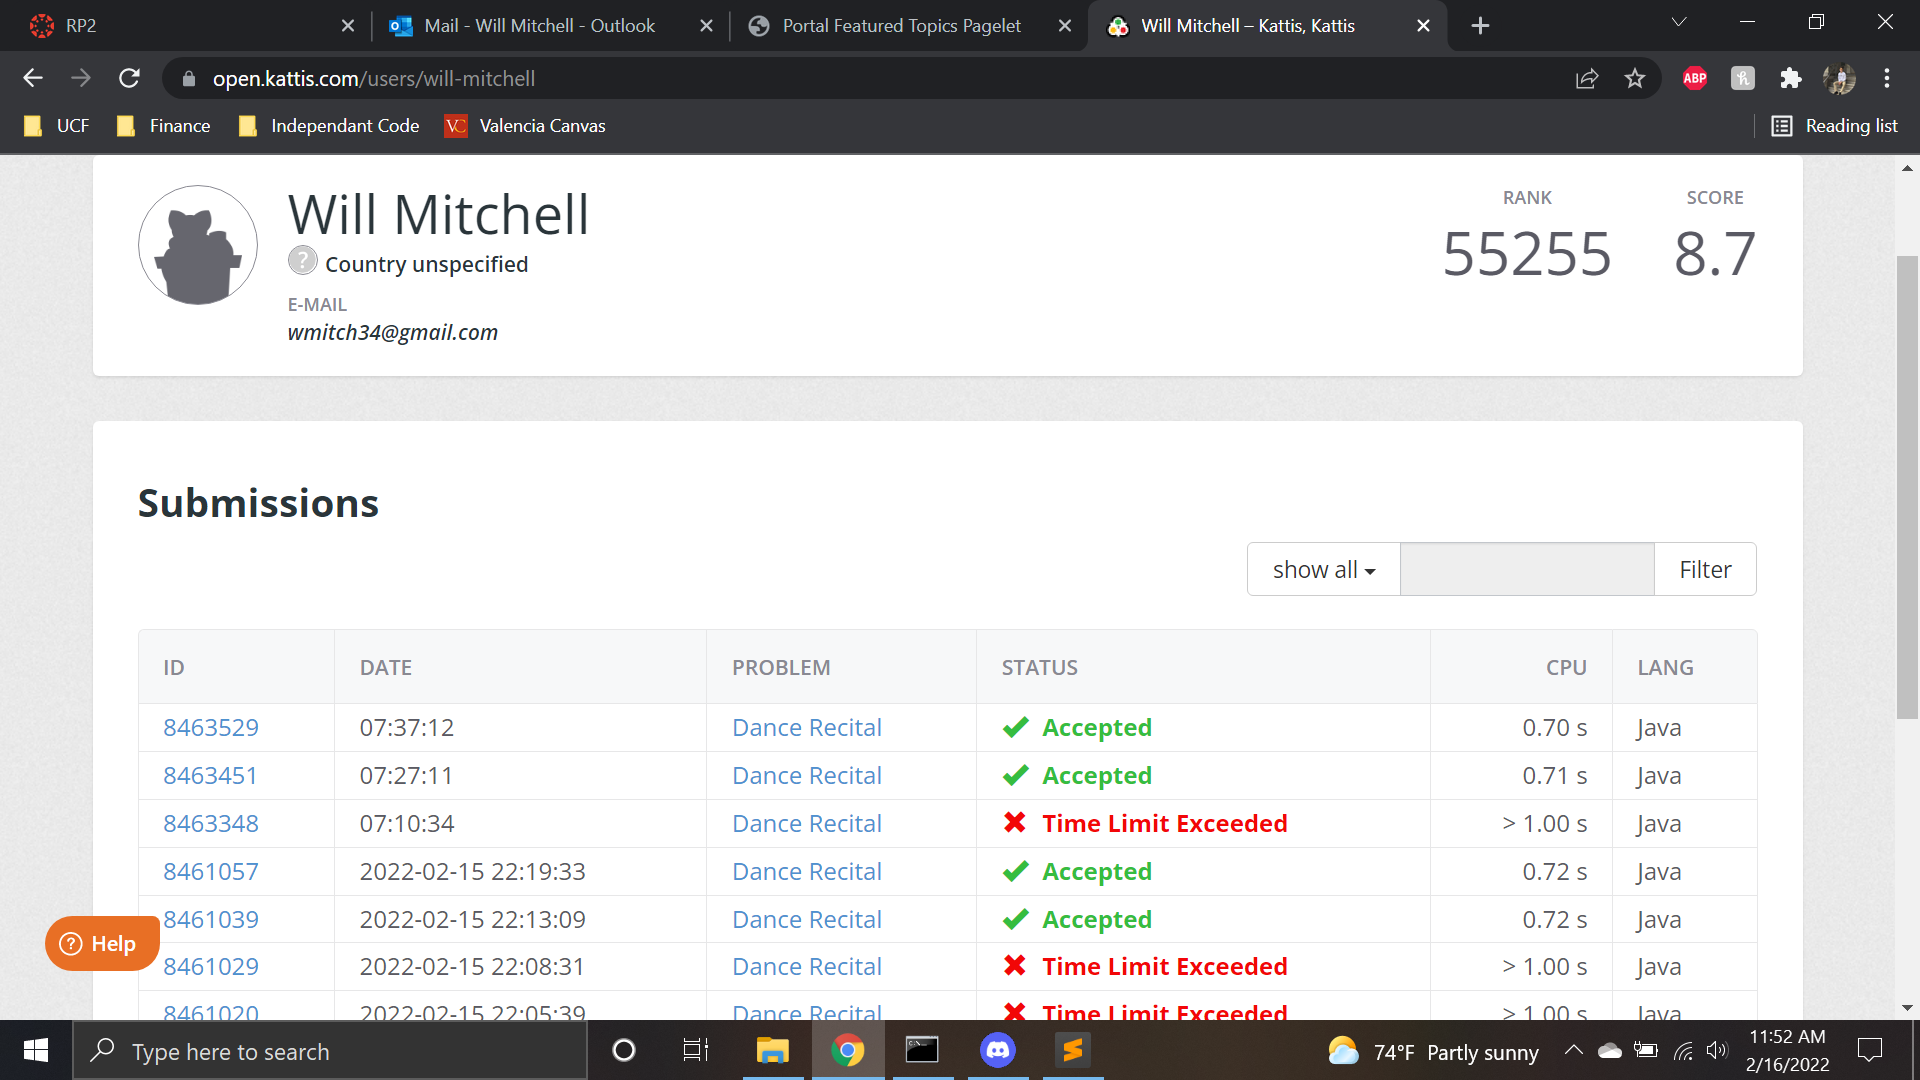 RP2 Mail - Will Mitchell - Outlook Portal Featured Topics Pagelet Will Mitchell – Kattis, Kattis
open.kattis.com/users/will-mitchell ABP
UCF Finance Independant Code VC Valencia Canvas Reading list
Will Mitchell
? Country unspecified
E-MAIL
wmitch34@gmail.com
RANK SCORE
55255 8.7
Submissions
show all Filter
ID DATE PROBLEM STATUS CPU LANG
8463529 07:37:12 Dance Recital Accepted 0.70 s Java
8463451 07:27:11 Dance Recital Accepted 0.71 s Java
8463348 07:10:34 Dance Recital Time Limit Exceeded > 1.00 s Java
8461057 2022-02-15 22:19:33 Dance Recital Accepted 0.72 s Java
8461039 2022-02-15 22:13:09 Dance Recital Accepted 0.72 s Java
? Help
8461029 2022-02-15 22:08:31 Dance Recital Time Limit Exceeded > 1.00 s Java
8461020 2022-02-15 22:05:39 Dance Recital Time Limit Exceeded > 1.00 s Java
Type here to search 74°F Partly sunny 11:52 AM
2/16/2022